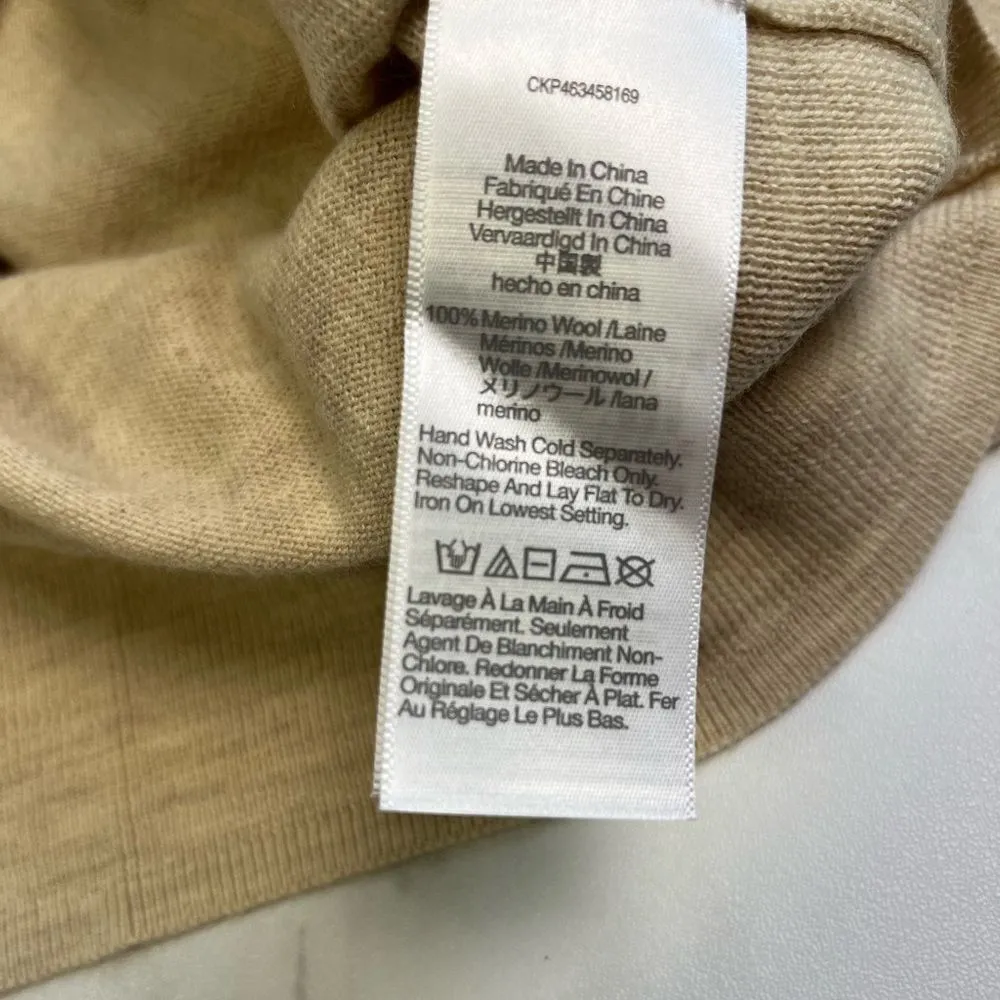 CKP463458169
Made In China
Fabriqué En Chine
Hergestellt In China
Vervaardigd In China
中国製
hecho en china
100% Merino Wool /Laine
Mérinos /Merino
Wolle /Merinowol /
メリノウール /lana
merino
Hand Wash Cold Separately.
Non-Chlorine Bleach Only.
Reshape And Lay Flat To Dry.
Iron On Lowest Setting.
Lavage À La Main À Froid
Séparément. Seulement
Agent De Blanchiment Non-
Chlore. Redonner La Forme
Originale Et Sécher À Plat. Fer
Au Réglage Le Plus Bas.